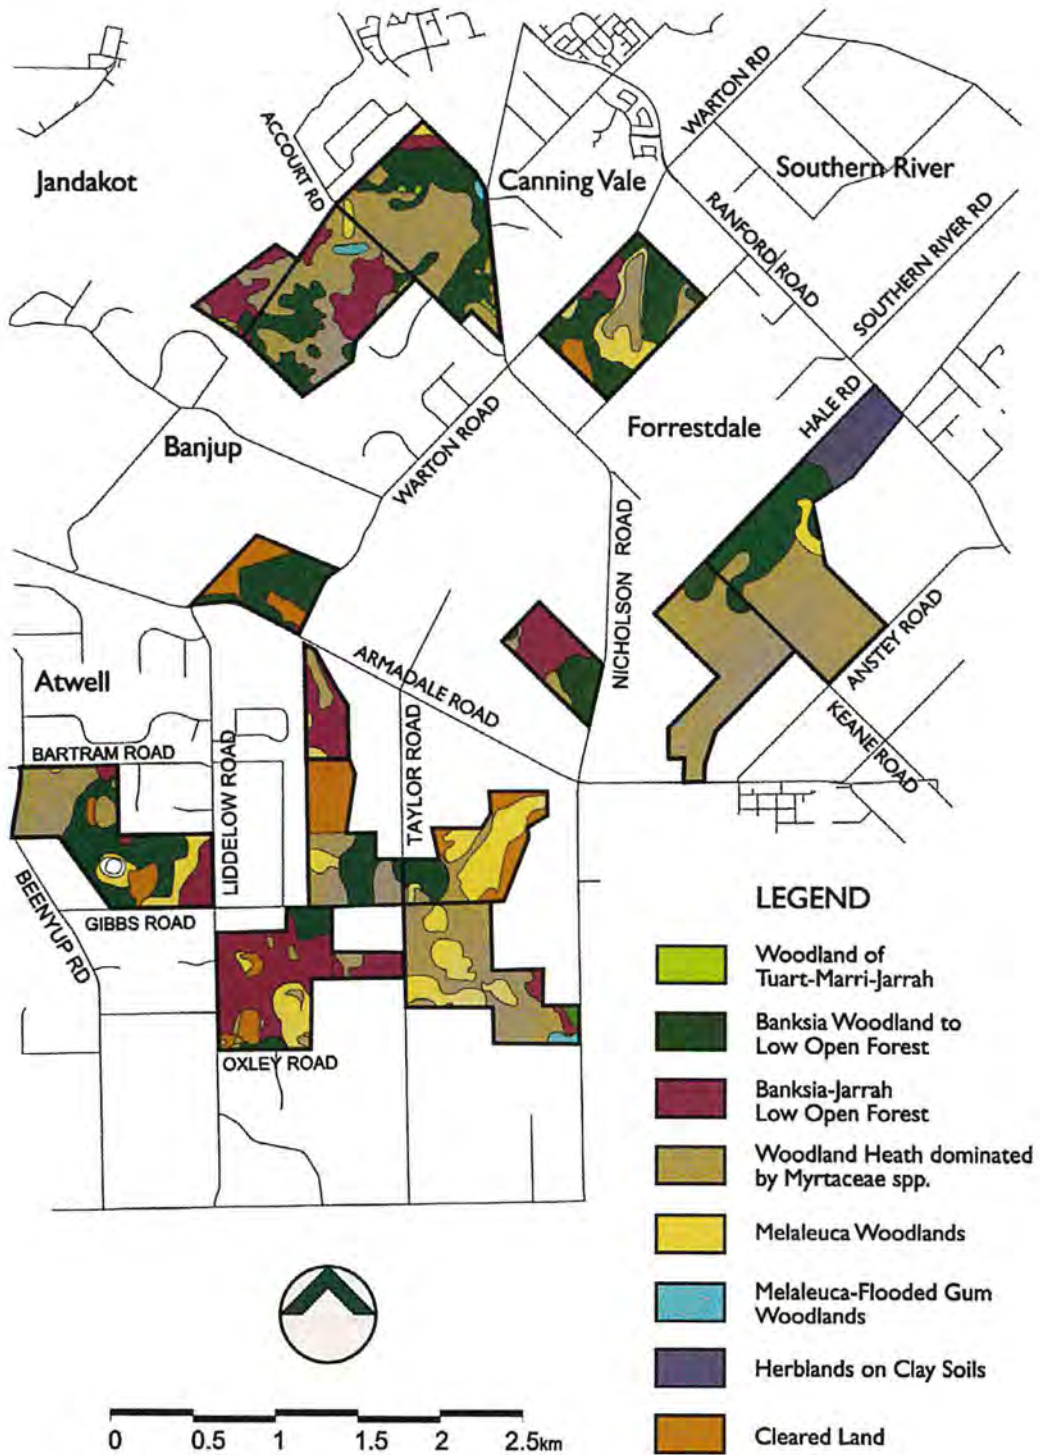 WARTON RD
ACCOURT RD
Jandakot
Canning Vale
Southern River
RANFORD ROAD
SOUTHERN RIVER RD
HALE RD
Forrestdale
Banjup
WARTON ROAD
NICHOLSON ROAD
ANSTEY ROAD
KEANE ROAD
ARMADALE ROAD
Atwell
BARTRAM ROAD
LIDDELOW ROAD
TAYLOR ROAD
BEENYUP RD
GIBBS ROAD
OXLEY ROAD
LEGEND
Woodland of
Tuart-Marri-Jarrah
Banksia Woodland to
Low Open Forest
Banksia-Jarrah
Low Open Forest
Woodland Heath dominated
by Myrtaceae spp.
Melaleuca Woodlands
Melaleuca-Flooded Gum
Woodlands
Herblands on Clay Soils
Cleared Land
0 0.5 1 1.5 2 2.5km